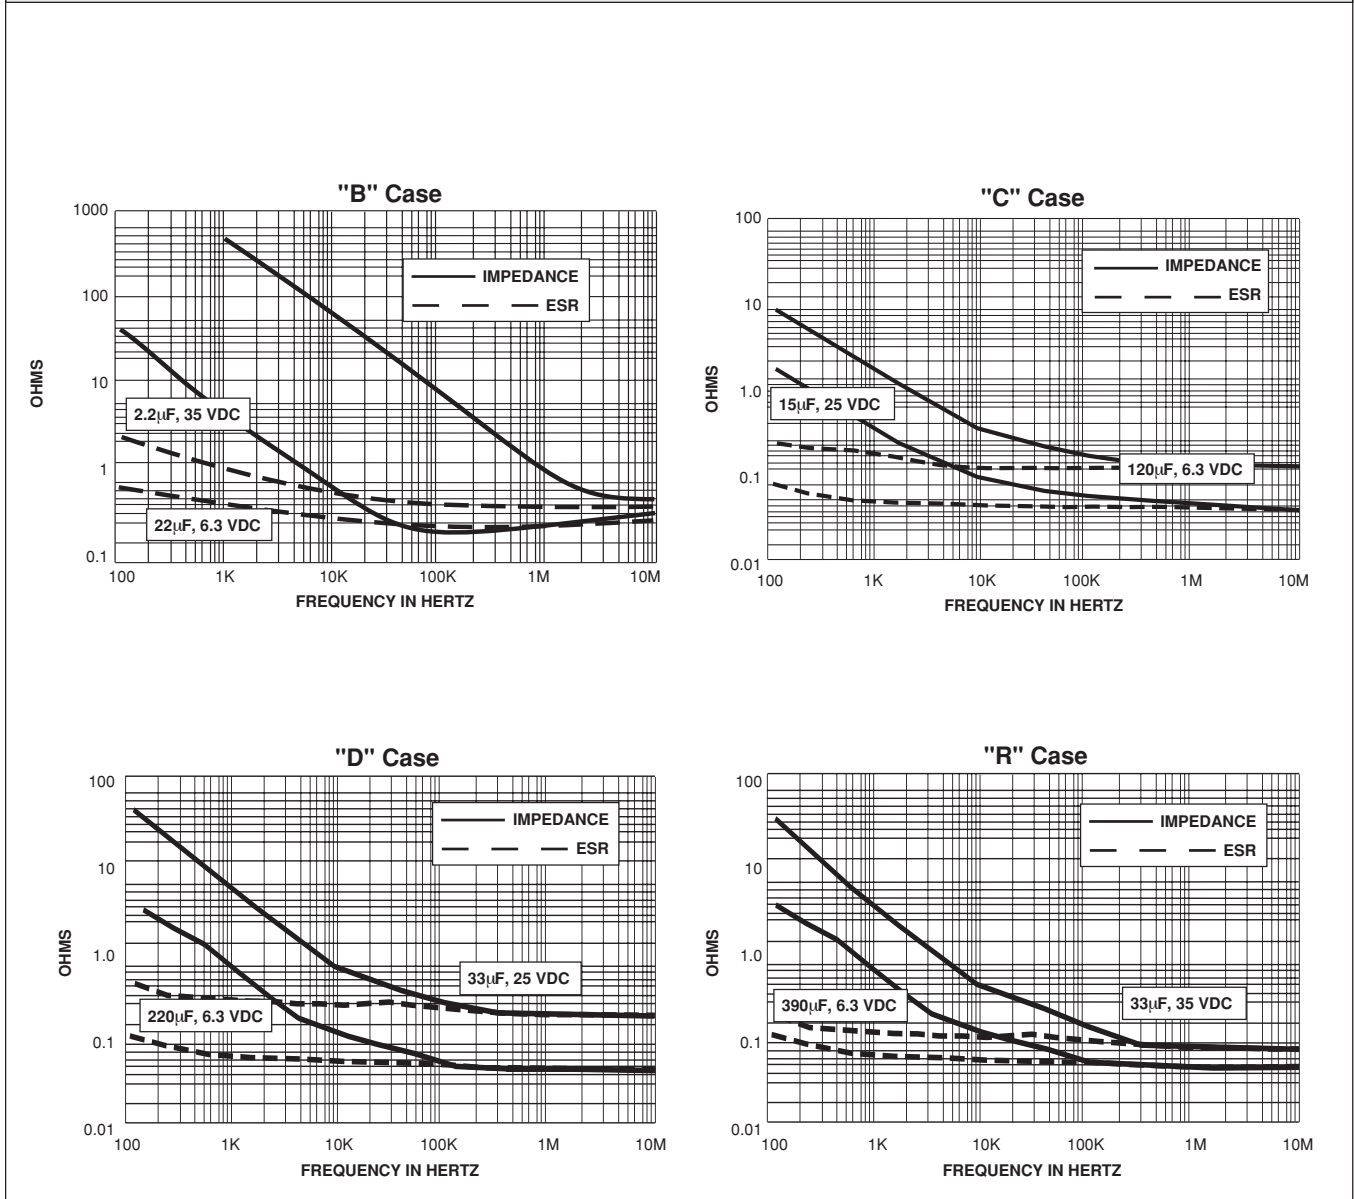 "B" Case
1000
100
10
1
0.1
OHMS
IMPEDANCE
ESR
2.2µF, 35 VDC
22µF, 6.3 VDC
100 1K 10K 100K 1M 10M
FREQUENCY IN HERTZ
"C" Case
100
10
1.0
0.1
0.01
OHMS
IMPEDANCE
ESR
15µF, 25 VDC
120µF, 6.3 VDC
100 1K 10K 100K 1M 10M
FREQUENCY IN HERTZ
"D" Case
100
10
1.0
0.1
0.01
OHMS
IMPEDANCE
ESR
33µF, 25 VDC
220µF, 6.3 VDC
100 1K 10K 100K 1M 10M
FREQUENCY IN HERTZ
"R" Case
100
10
1.0
0.1
0.01
OHMS
IMPEDANCE
ESR
390µF, 6.3 VDC
33µF, 35 VDC
100 1K 10K 100K 1M 10M
FREQUENCY IN HERTZ